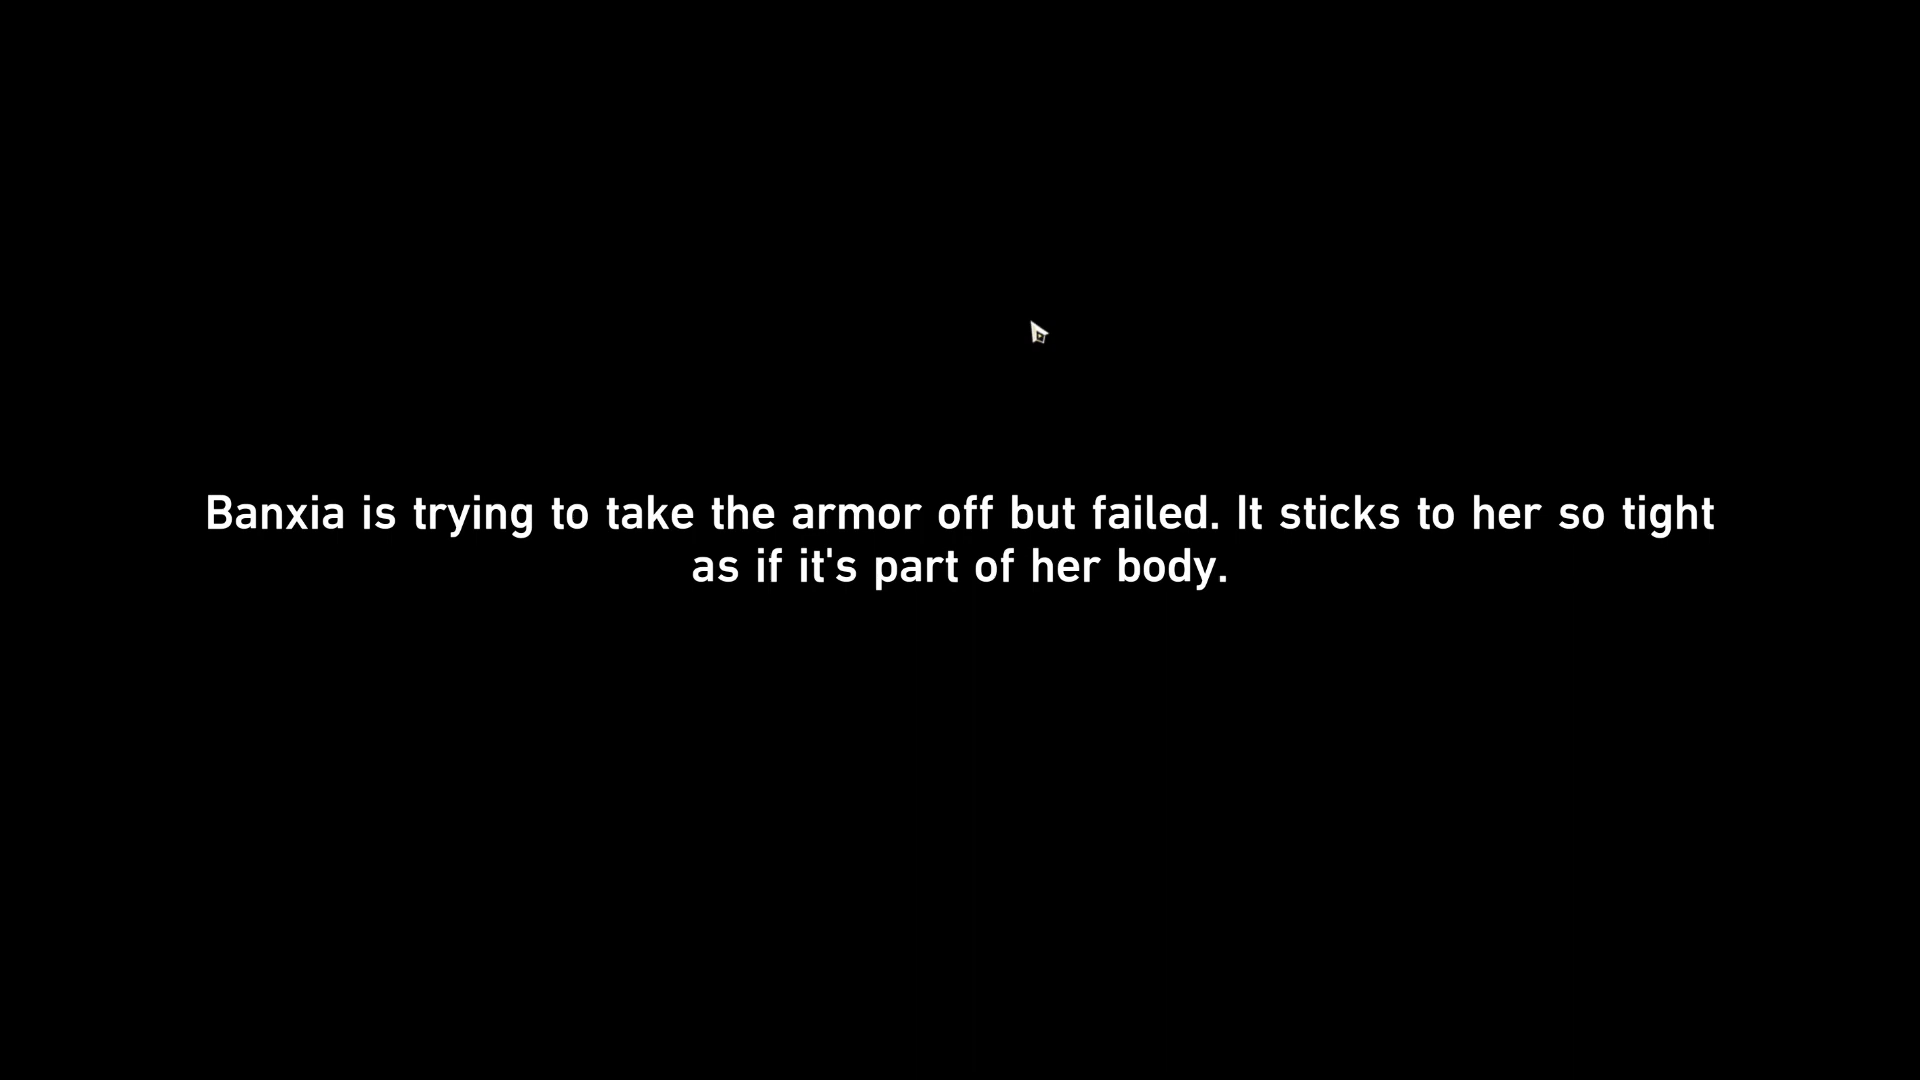 Banxia is trying to take the armor off but failed. It sticks to her so tight
as if it's part of her body.